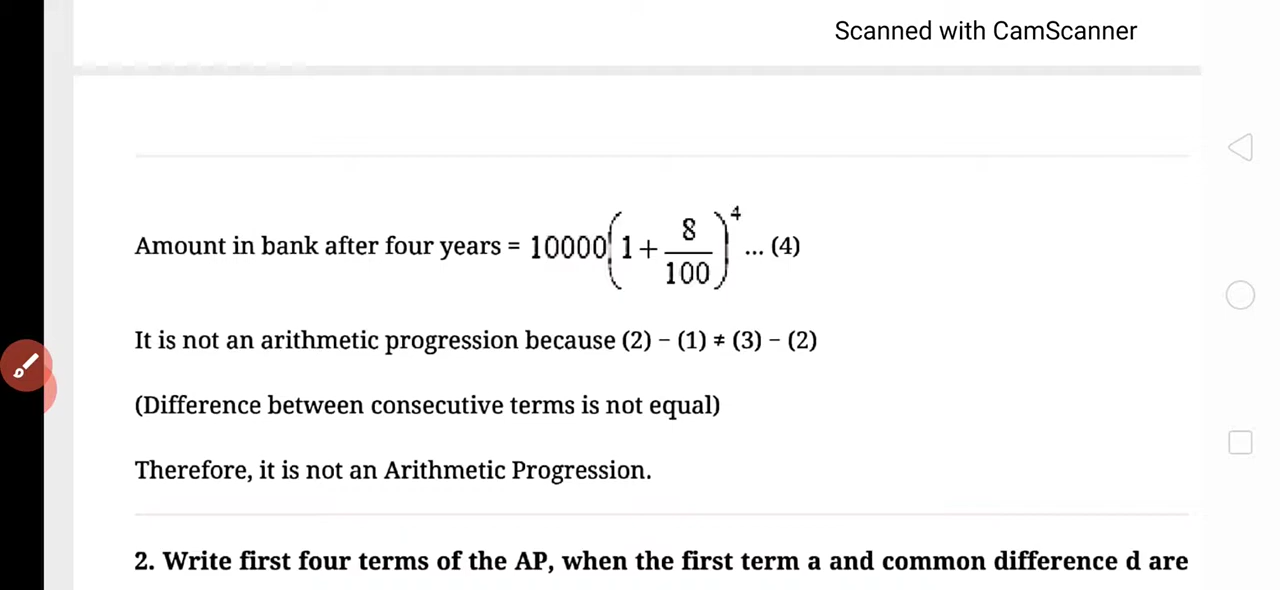 Scanned with CamScanner
Amount in bank after four years = 10000(1 + 8/100)^4 ... (4)
It is not an arithmetic progression because (2) − (1) ≠ (3) − (2)
(Difference between consecutive terms is not equal)
Therefore, it is not an Arithmetic Progression.
2. Write first four terms of the AP, when the first term a and common difference d are